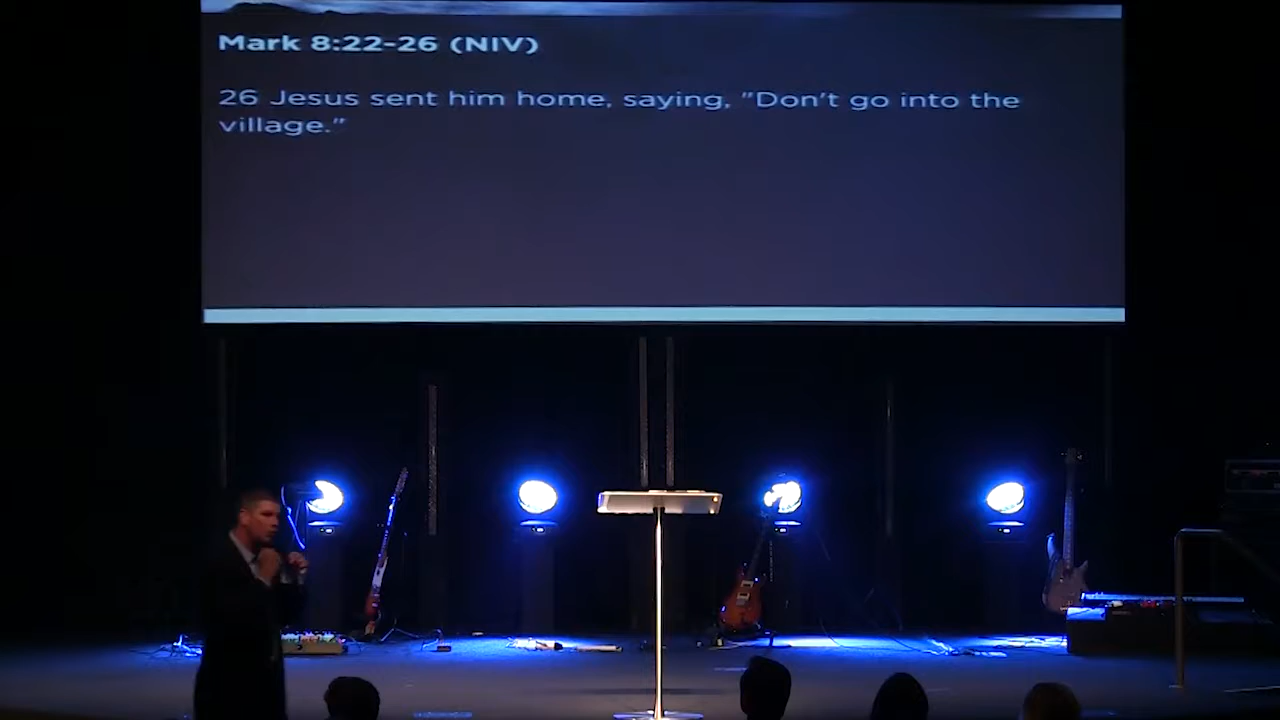 Mark 8:22-26 (NIV)
26 Jesus sent him home, saying, "Don't go into the
village."